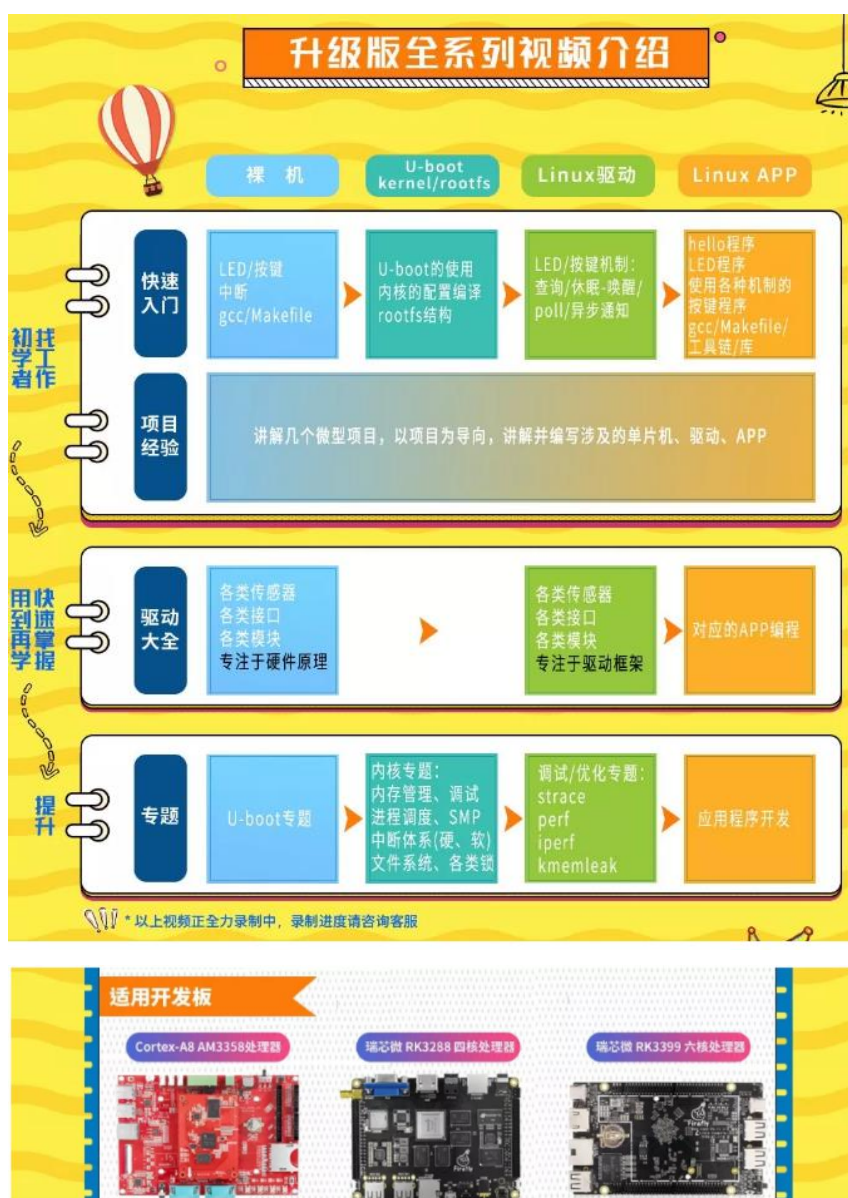 升级版全系列视频介绍
裸 机
U-boot
kernel/rootfs
Linux驱动
Linux APP
初学者
找工作
快速
入门
LED/按键
中断
gcc/Makefile
U-boot的使用
内核的配置编译
rootfs结构
LED/按键机制:
查询/休眠-唤醒/
poll/异步通知
hello程序
LED程序
使用各种机制的
按键程序
gcc/Makefile/
工具链/库
项目
经验
讲解几个微型项目，以项目为导向，讲解并编写涉及的单片机、驱动、APP
用到再学
快速掌握
驱动
大全
各类传感器
各类接口
各类模块
专注于硬件原理
各类传感器
各类接口
各类模块
专注于驱动框架
对应的APP编程
提升
专题
U-boot专题
内核专题:
内存管理、调试
进程调度、SMP
中断体系(硬、软)
文件系统、各类锁
调试/优化专题:
strace
perf
iperf
kmemleak
应用程序开发
* 以上视频正全力录制中，录制进度请咨询客服
适用开发板
Cortex-A8 AM3358处理器
瑞芯微 RK3288 四核处理器
瑞芯微 RK3399 六核处理器
Firefly
Firefly